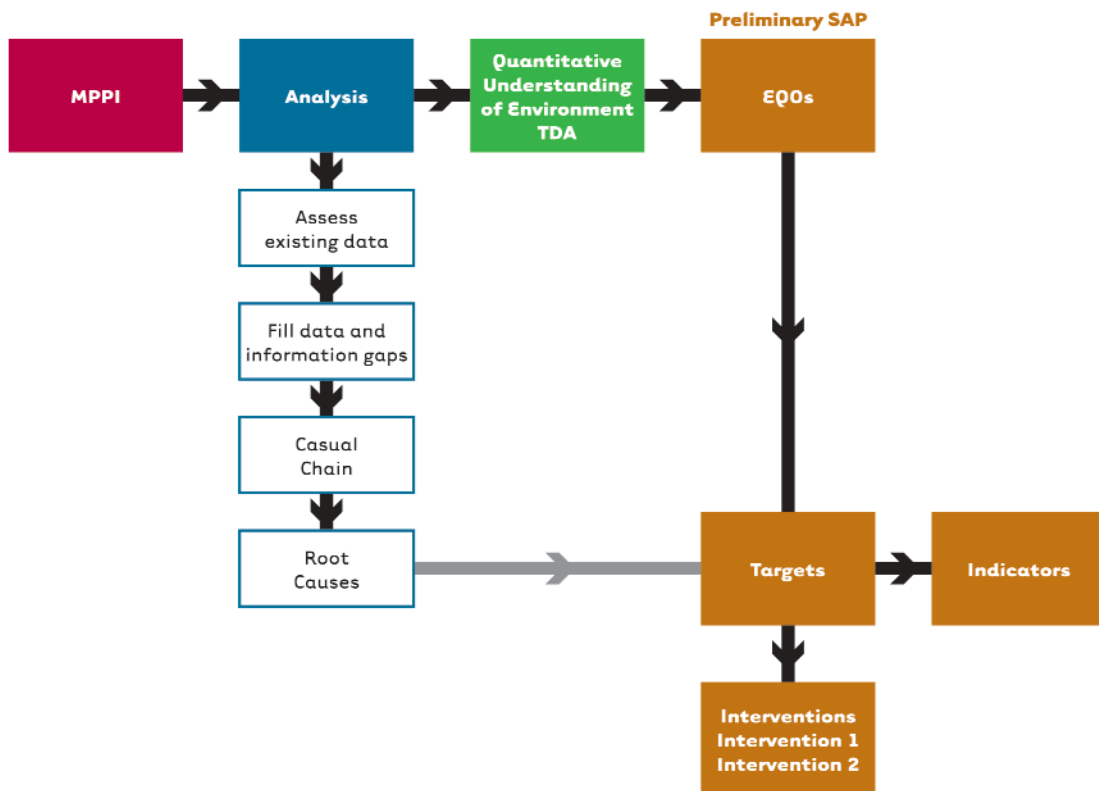 Preliminary SAP
MPPI
Analysis
Quantitative
Understanding
of Environment
TDA
EQOs
Assess
existing data
Fill data and
information gaps
Casual
Chain
Root
Causes
Targets
Indicators
Interventions
Intervention 1
Intervention 2